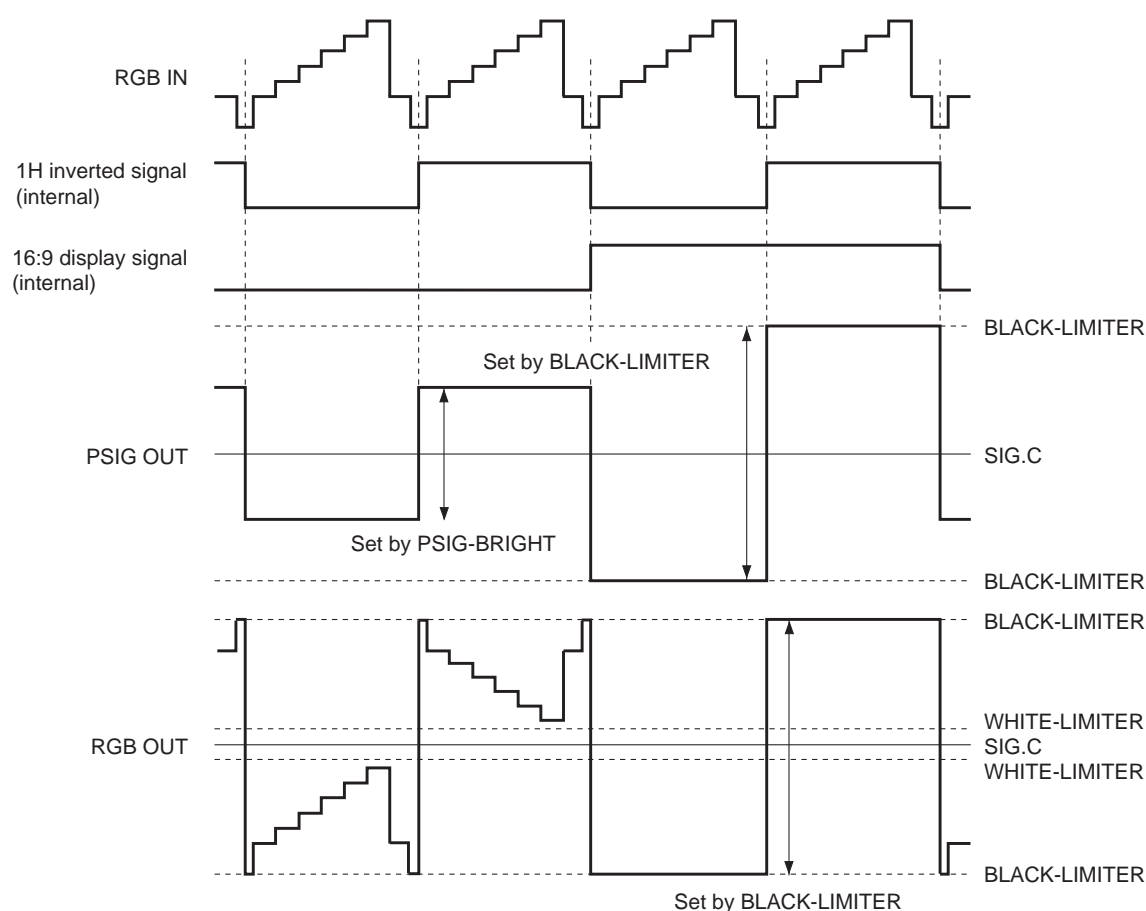 RGB IN
1H inverted signal
(internal)
16:9 display signal
(internal)
BLACK-LIMITER
Set by BLACK-LIMITER
PSIG OUT
SIG.C
Set by PSIG-BRIGHT
BLACK-LIMITER
BLACK-LIMITER
WHITE-LIMITER
RGB OUT
SIG.C
WHITE-LIMITER
BLACK-LIMITER
Set by BLACK-LIMITER